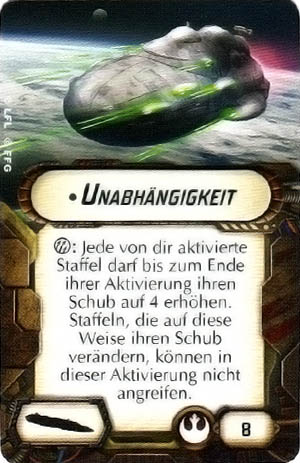 LFL © FFG
• UNABHÄNGIGKEIT
: Jede von dir aktivierte
Staffel darf bis zum Ende
ihrer Aktivierung ihren
Schub auf 4 erhöhen.
Staffeln, die auf diese
Weise ihren Schub
verändern, können in
dieser Aktivierung nicht
angreifen.
8